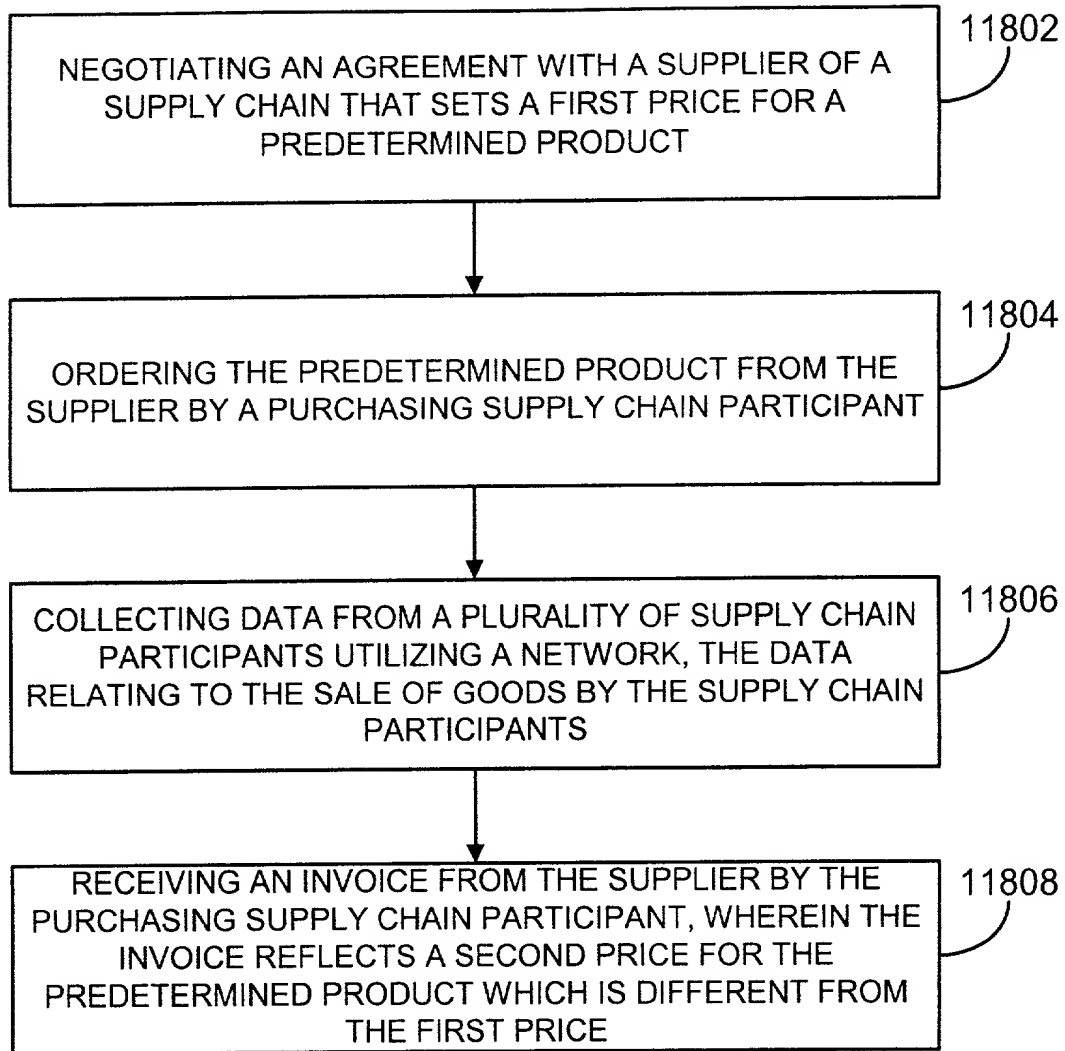 11802
NEGOTIATING AN AGREEMENT WITH A SUPPLIER OF A
SUPPLY CHAIN THAT SETS A FIRST PRICE FOR A
PREDETERMINED PRODUCT
11804
ORDERING THE PREDETERMINED PRODUCT FROM THE
SUPPLIER BY A PURCHASING SUPPLY CHAIN PARTICIPANT
11806
COLLECTING DATA FROM A PLURALITY OF SUPPLY CHAIN
PARTICIPANTS UTILIZING A NETWORK, THE DATA
RELATING TO THE SALE OF GOODS BY THE SUPPLY CHAIN
PARTICIPANTS
11808
RECEIVING AN INVOICE FROM THE SUPPLIER BY THE
PURCHASING SUPPLY CHAIN PARTICIPANT, WHEREIN THE
INVOICE REFLECTS A SECOND PRICE FOR THE
PREDETERMINED PRODUCT WHICH IS DIFFERENT FROM
THE FIRST PRICE